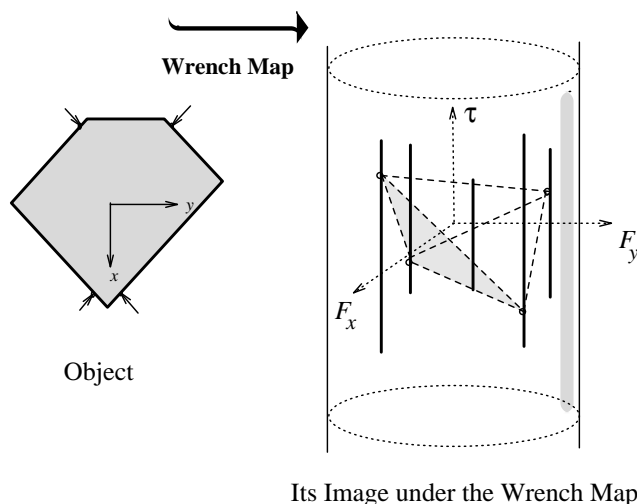 Wrench Map
τ
y
x
F_y
F_x
Object
Its Image under the Wrench Map